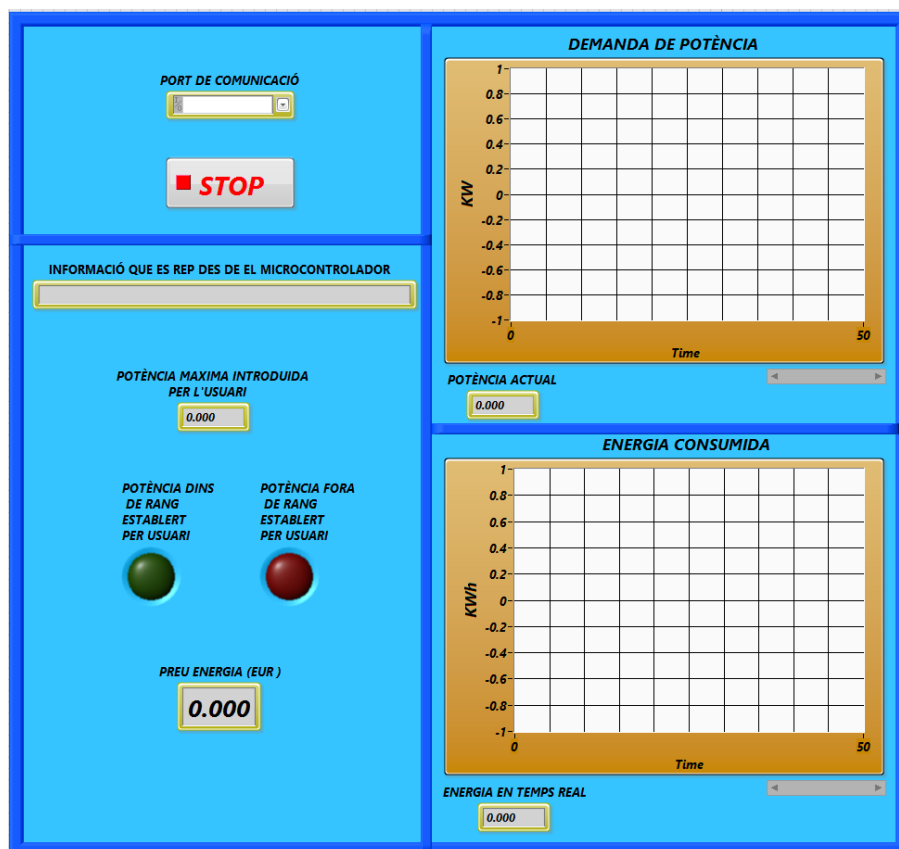 PORT DE COMUNICACIÓ
STOP
INFORMACIÓ QUE ES REP DES DE EL MICROCONTROLADOR
POTÈNCIA MAXIMA INTRODUIDA
PER L'USUARI
0.000
POTÈNCIA DINS
DE RANG
ESTABLERT
PER USUARI
POTÈNCIA FORA
DE RANG
ESTABLERT
PER USUARI
PREU ENERGIA (EUR )
0.000
DEMANDA DE POTÈNCIA
1
0.8
0.6
0.4
0.2
0
-0.2
-0.4
-0.6
-0.8
-1
KW
0
50
Time
POTÈNCIA ACTUAL
0.000
ENERGIA CONSUMIDA
1
0.8
0.6
0.4
0.2
0
-0.2
-0.4
-0.6
-0.8
-1
KWh
0
50
Time
ENERGIA EN TEMPS REAL
0.000